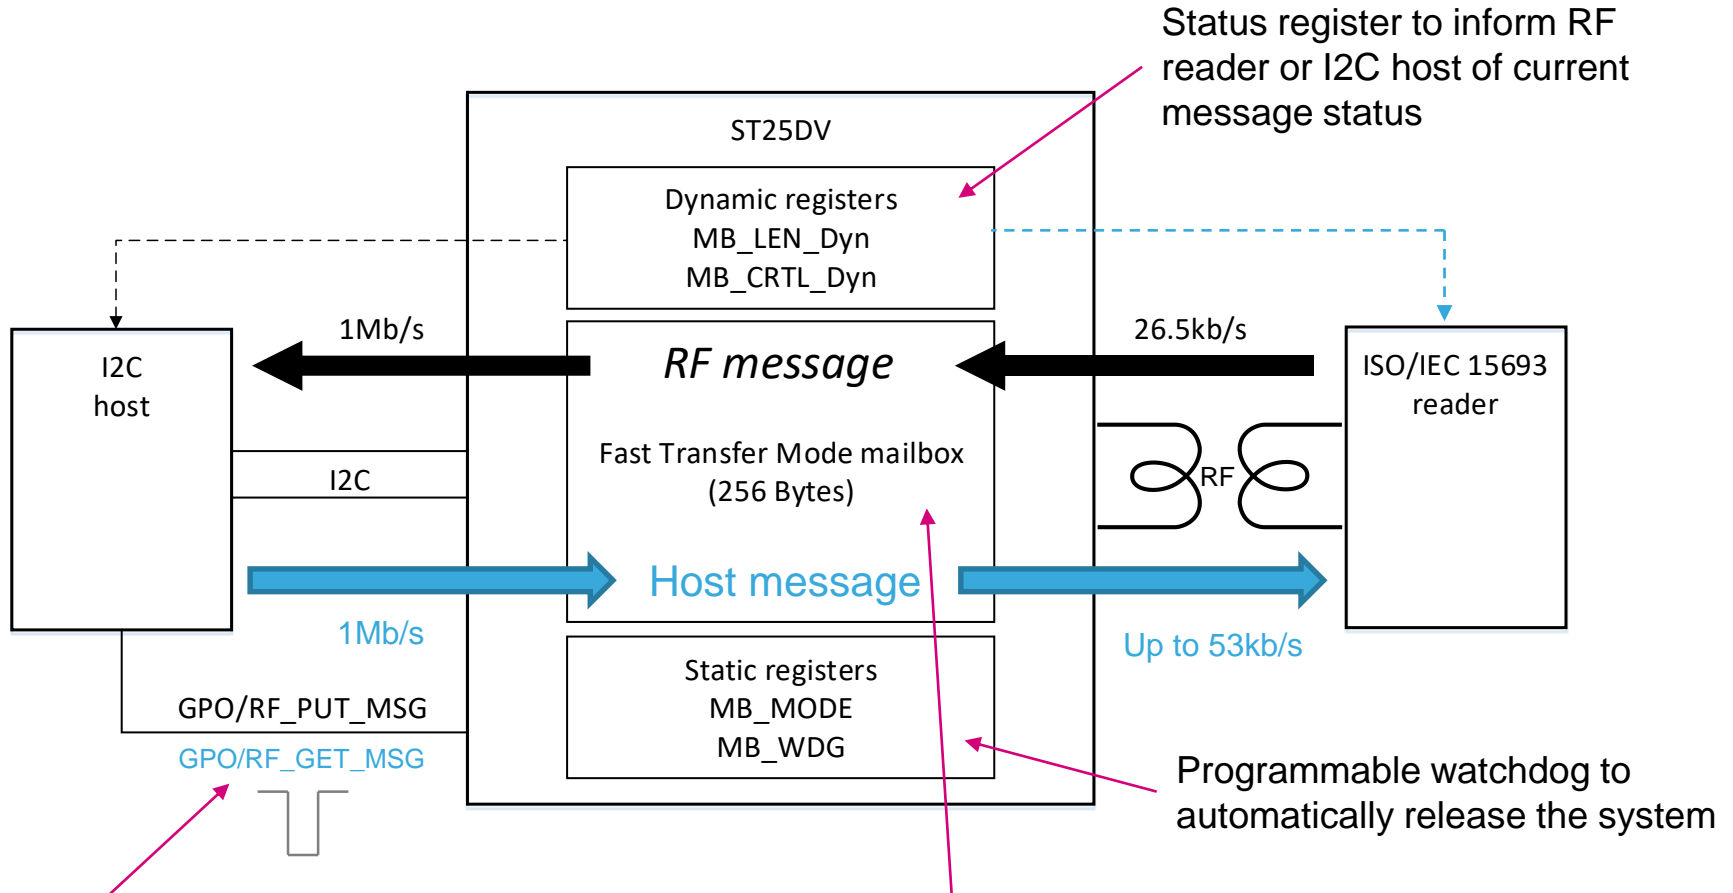 Status register to inform RF
reader or I2C host of current
message status
ST25DV
Dynamic registers
MB_LEN_Dyn
MB_CRTL_Dyn
1Mb/s
26.5kb/s
I2C
host
RF message
ISO/IEC 15693
reader
Fast Transfer Mode mailbox
(256 Bytes)
I2C
RF
Host message
1Mb/s
Up to 53kb/s
Static registers
MB_MODE
MB_WDG
GPO/RF_PUT_MSG
GPO/RF_GET_MSG
Programmable watchdog to
automatically release the system